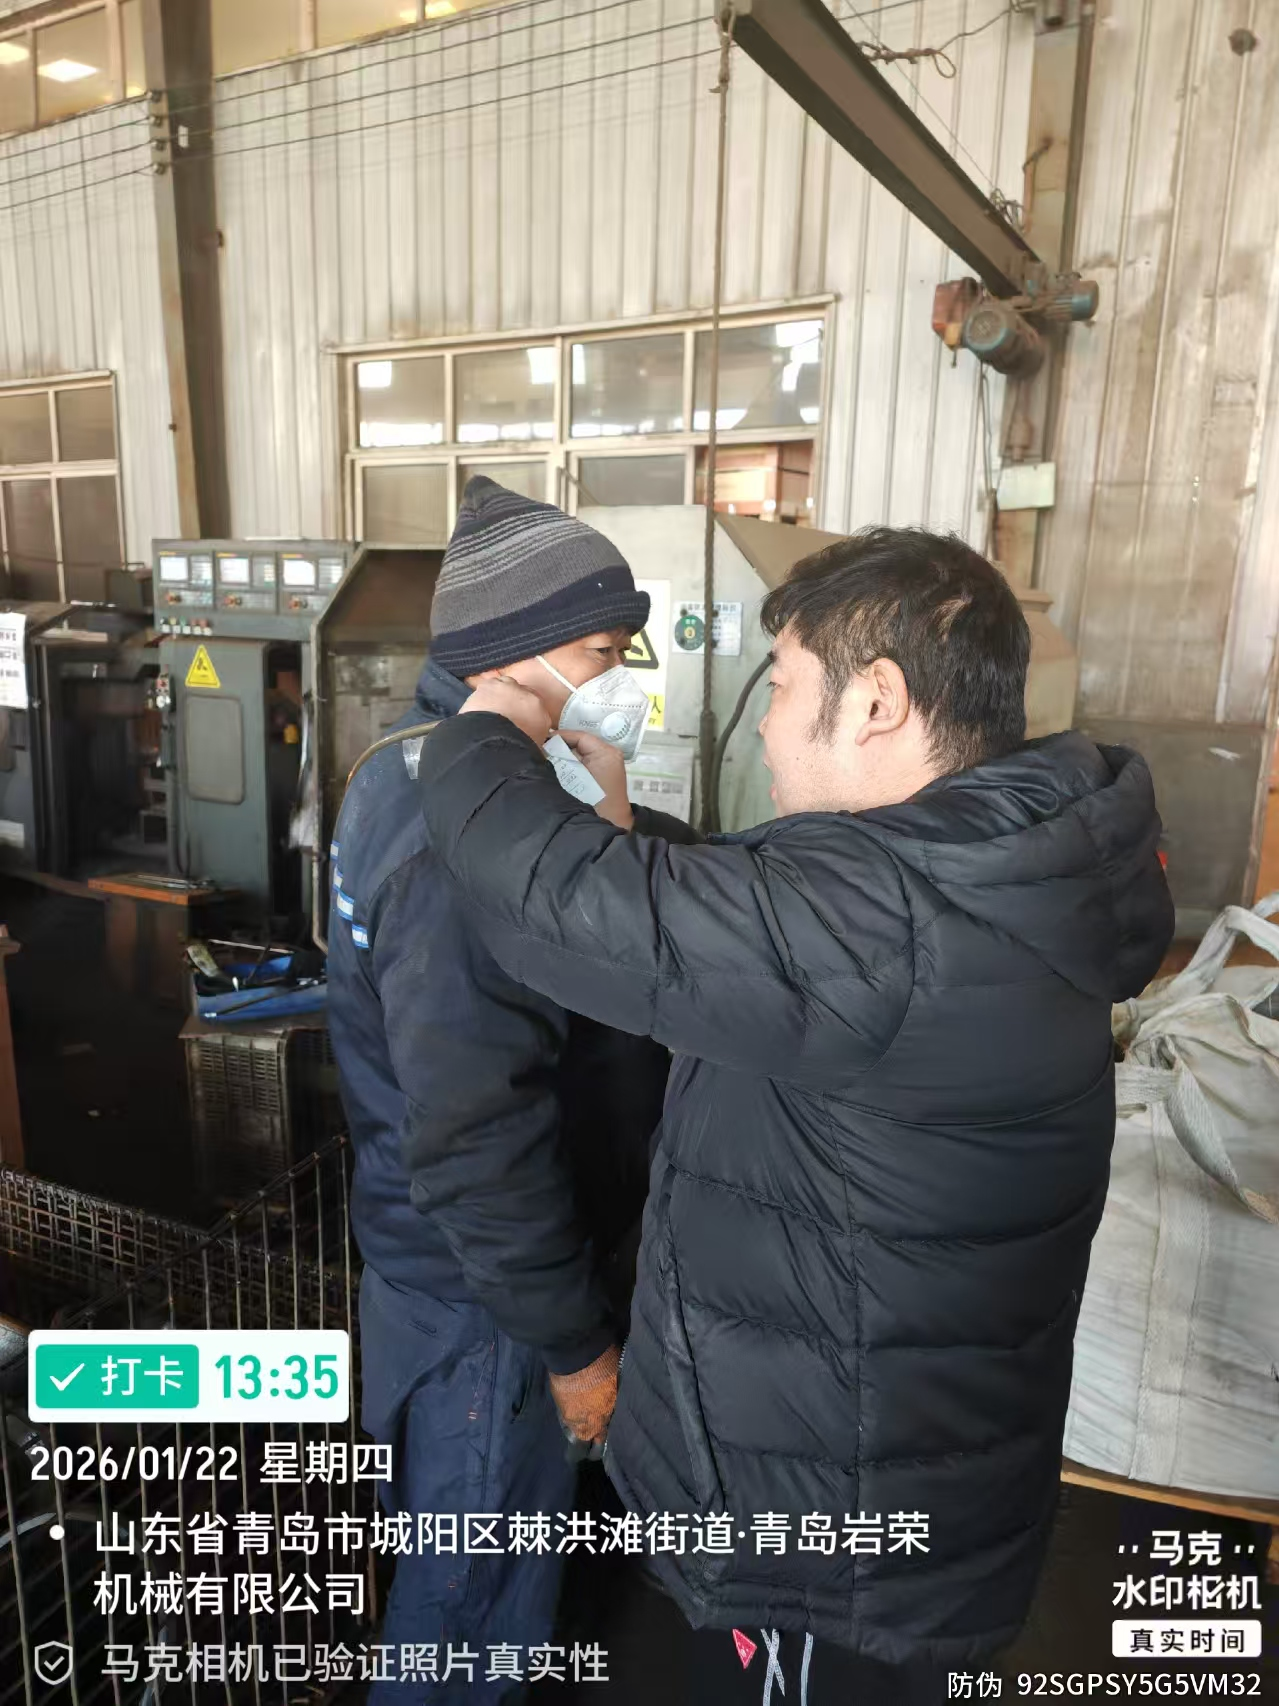 KN95
人
打卡 13:35
2026/01/22 星期四
山东省青岛市城阳区棘洪滩街道·青岛岩荣
机械有限公司
马克相机已验证照片真实性
马克
水印相机
真实时间
防伪 92SGPSY5G5VM32